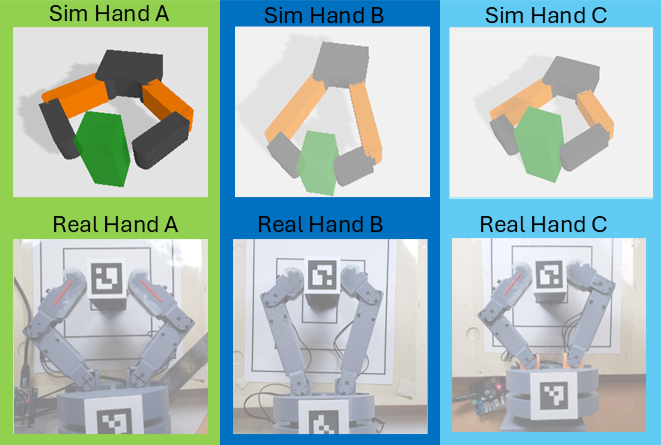 Sim Hand A
Sim Hand B
Sim Hand C
Real Hand A
Real Hand B
Real Hand C